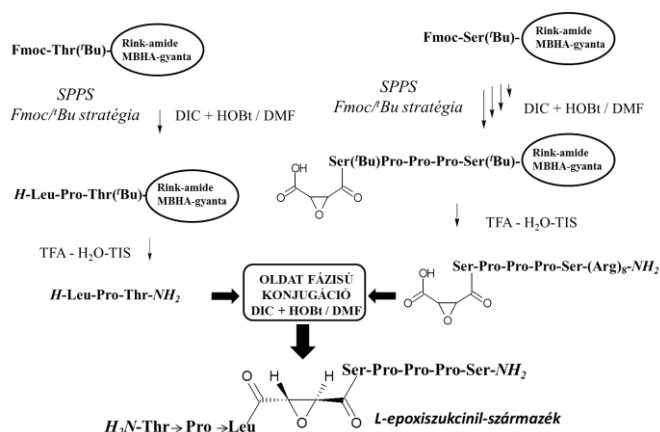 Fmoc-Thr(ᵗBu)-
Rink-amide
MBHA-gyanta
SPPS
Fmoc/ᵗBu stratégia
DIC + HOBt / DMF
H-Leu-Pro-Thr(ᵗBu)-
Rink-amide
MBHA-gyanta
TFA - H₂O-TIS
H-Leu-Pro-Thr-NH₂
Fmoc-Ser(ᵗBu)-
Rink-amide
MBHA-gyanta
SPPS
Fmoc/ᵗBu stratégia
DIC + HOBt / DMF
Ser(ᵗBu)Pro-Pro-Pro-Ser(ᵗBu)-
Rink-amide
MBHA-gyanta
OH
O
O
O
TFA - H₂O-TIS
Ser-Pro-Pro-Pro-Ser-(Arg)₈-NH₂
OH
O
O
O
OLDAT FÁZISÚ
KONJUGÁCIÓ
DIC + HOBt / DMF
Ser-Pro-Pro-Pro-Ser-NH₂
O
H
H
O
O
H₂N-Thr→Pro→Leu
L-epoxiszukcinil-származék